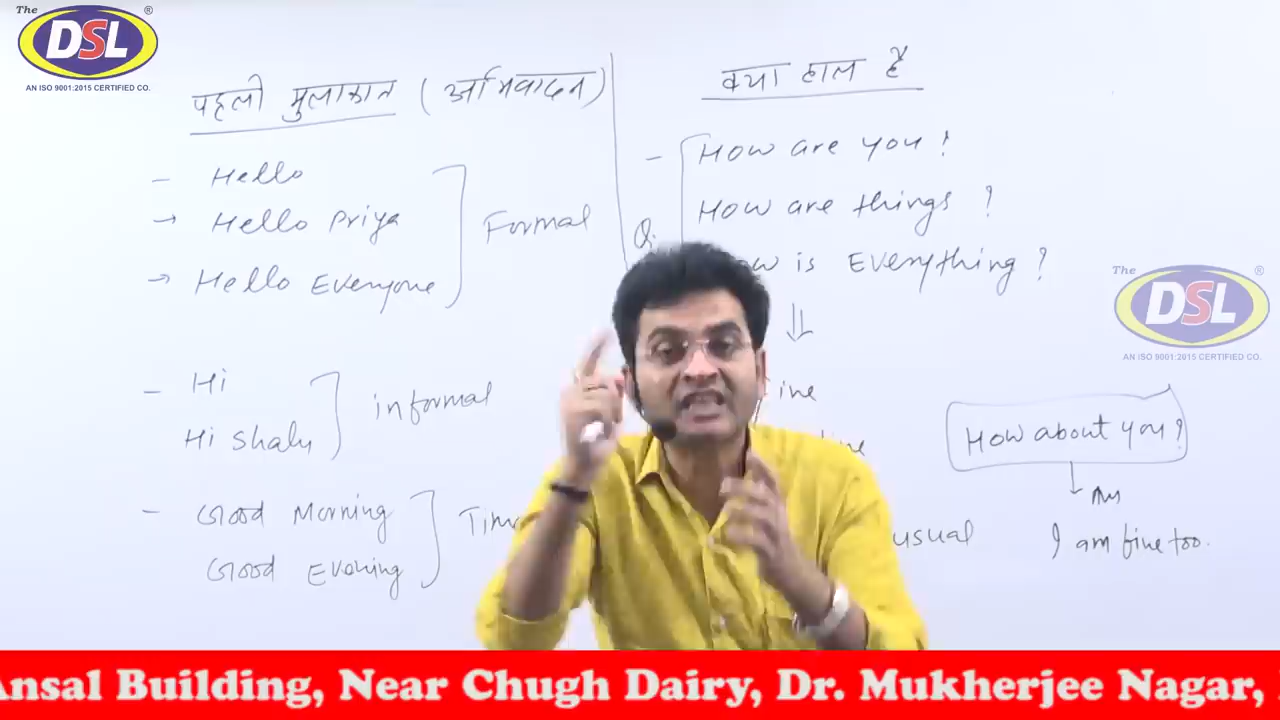 The
DSL
®
AN ISO 9001:2015 CERTIFIED CO.
पहली मुलाकात (अभिवादन)
- Hello
→ Hello Priya
→ Hello Everyone
Formal
- Hi
Hi Shalu
informal
- Good Morning
Good Evening
क्या हाल है
- How are you?
How are things?
is Everything?
⇓
usual
How about you?
Ans
I am fine too.
The
DSL
®
AN ISO 9001:2015 CERTIFIED CO.
Ansal Building, Near Chugh Dairy, Dr. Mukherjee Nagar,